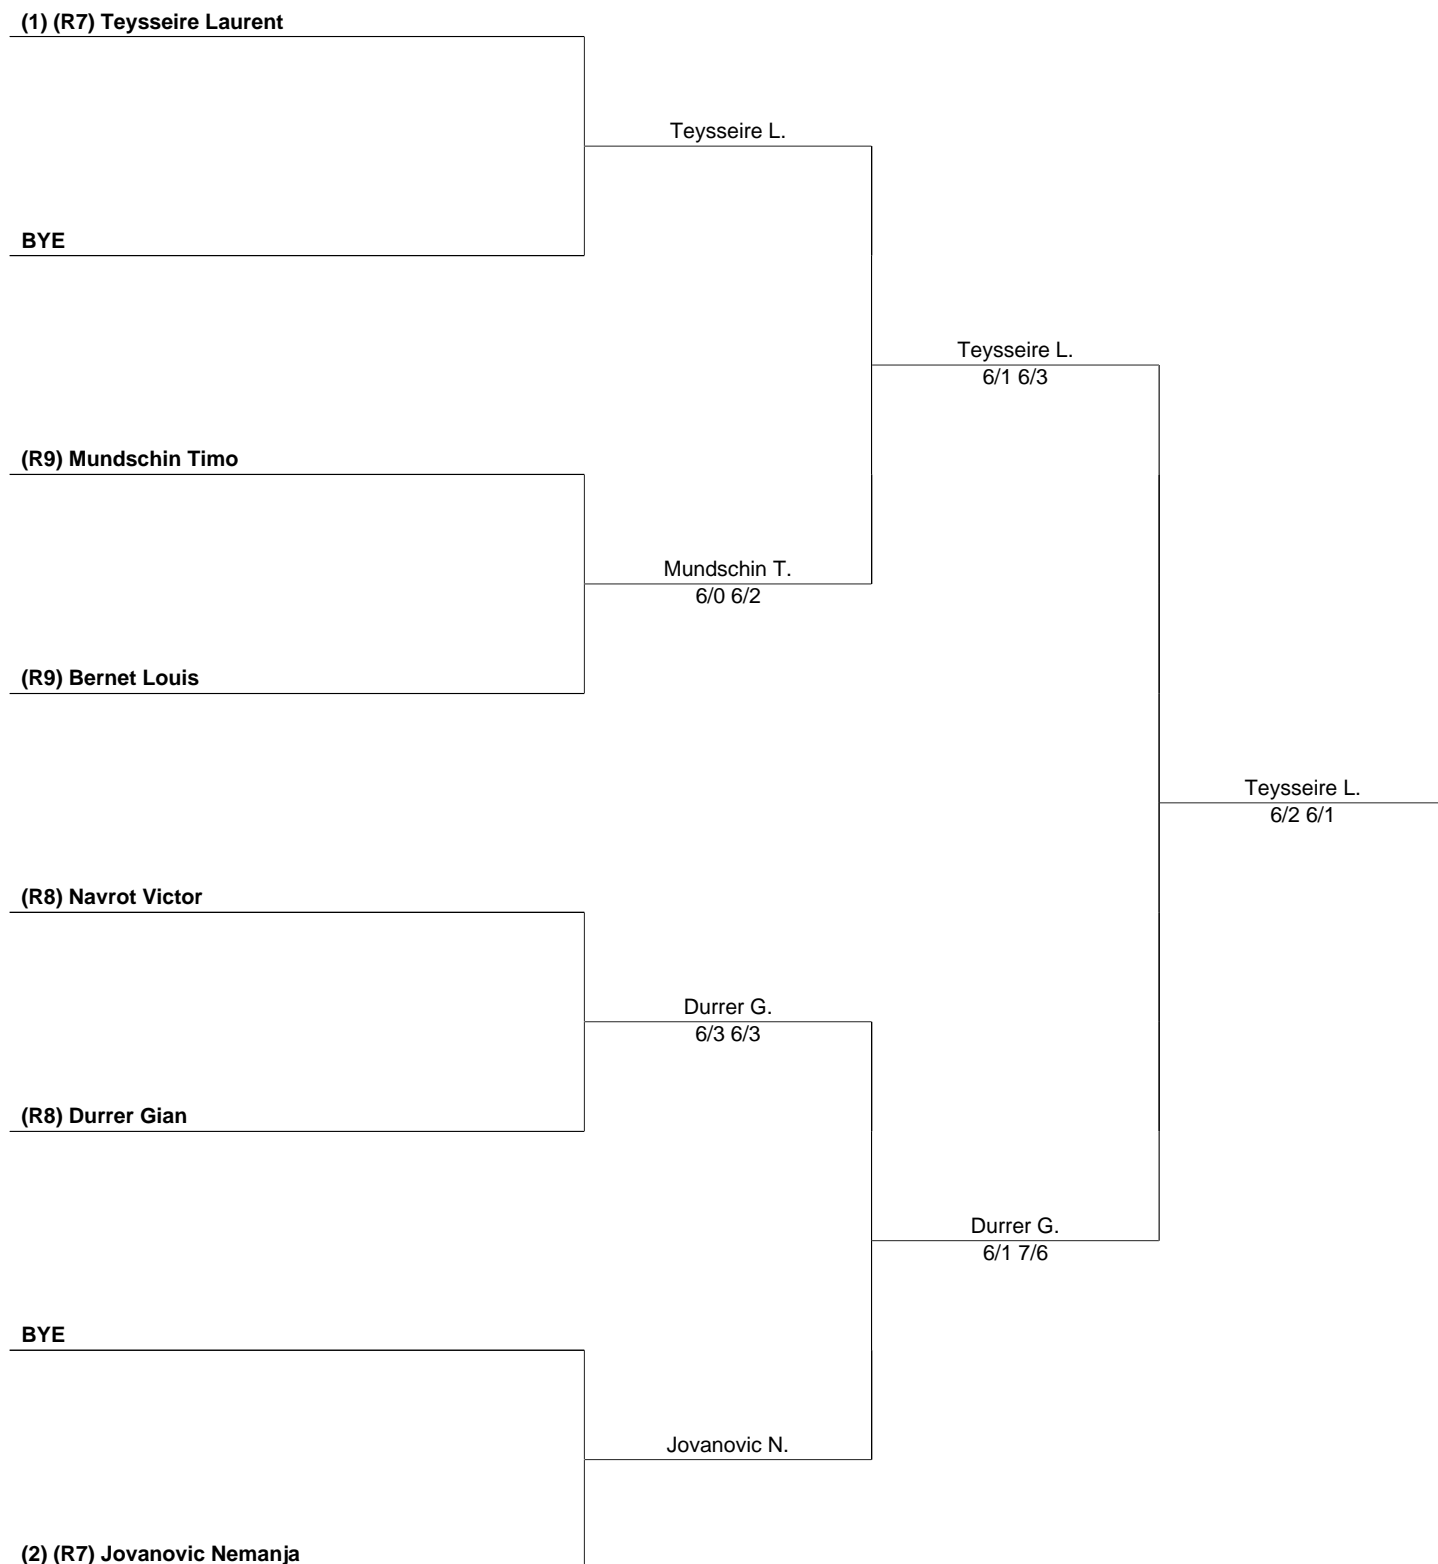 (1) (R7) Teysseire Laurent
Teysseire L.
BYE
Teysseire L.
6/1 6/3
(R9) Mundschin Timo
Mundschin T.
6/0 6/2
(R9) Bernet Louis
Teysseire L.
6/2 6/1
(R8) Navrot Victor
Durrer G.
6/3 6/3
(R8) Durrer Gian
Durrer G.
6/1 7/6
BYE
Jovanovic N.
(2) (R7) Jovanovic Nemanja